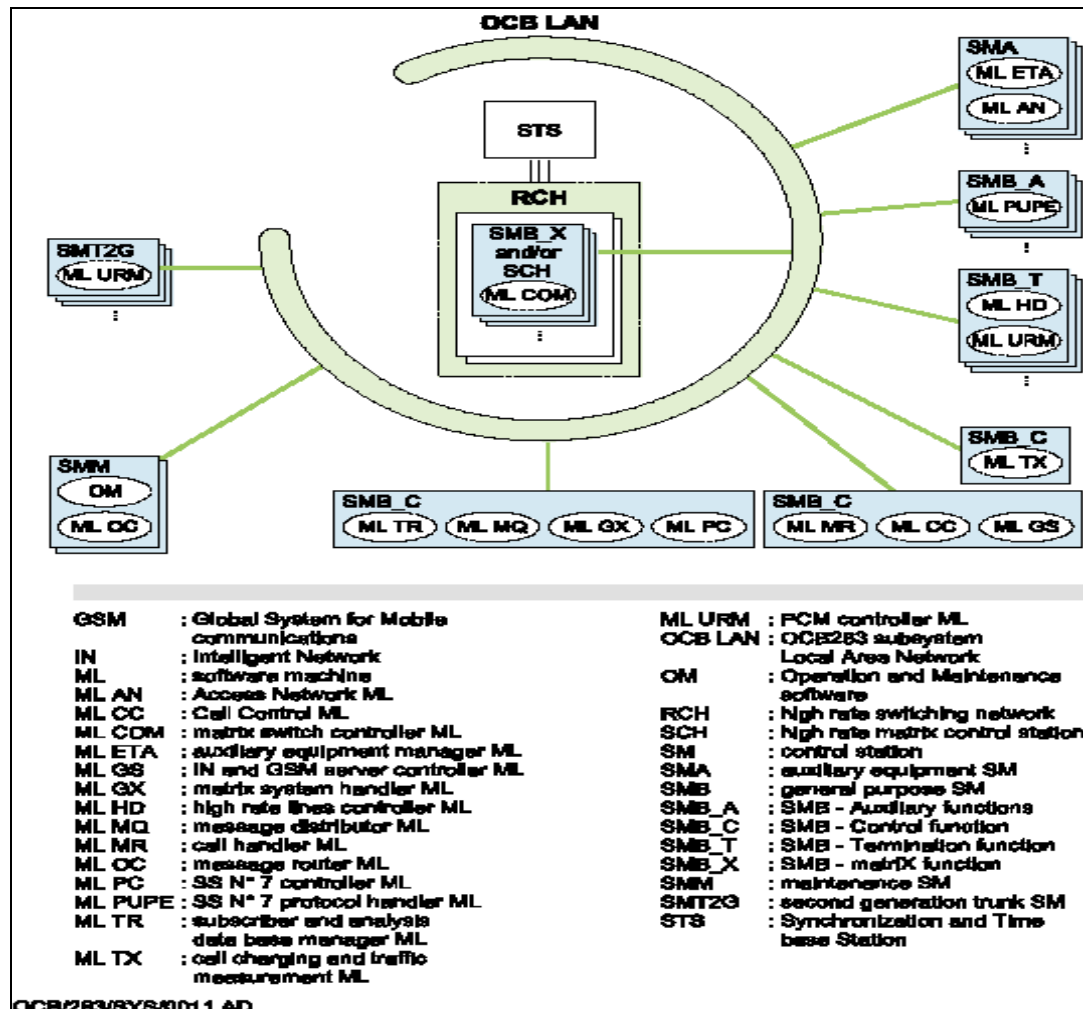 OCB LAN
STS
RCH
SMB_X
and/or
SCH
ML COM
⋮
SMA
ML ETA
ML AN
⋮
SMB_A
ML PUPE
⋮
SMB_T
ML HD
ML URM
⋮
SMT2G
ML URM
⋮
SMB_C
ML TX
SMM
OM
ML OC
SMB_C
ML TR ML MQ ML GX ML PC
SMB_C
ML MR ML CC ML GS
GSM : Global System for Mobile
communications
IN : Intelligent Network
ML : software machine
ML AN : Access Network ML
ML CC : Call Control ML
ML COM : matrix switch controller ML
ML ETA : auxiliary equipment manager ML
ML GS : IN and GSM server controller ML
ML GX : matrix system handler ML
ML HD : high rate lines controller ML
ML MQ : message distributor ML
ML MR : call handler ML
ML OC : message router ML
ML PC : SS N° 7 controller ML
ML PUPE : SS N° 7 protocol handler ML
ML TR : subscriber and analysis
data base manager ML
ML TX : call charging and traffic
measurement ML
ML URM : PCM controller ML
OCB LAN : OCB283 subsystem
Local Area Network
OM : Operation and Maintenance
software
RCH : high rate switching network
SCH : high rate matrix control station
SM : control station
SMA : auxiliary equipment SM
SMB : general purpose SM
SMB_A : SMB - Auxiliary functions
SMB_C : SMB - Control function
SMB_T : SMB - Termination function
SMB_X : SMB - matriX function
SMM : maintenance SM
SMT2G : second generation trunk SM
STS : Synchronization and Time
base Station
OCB/283/SYS/0011 AD